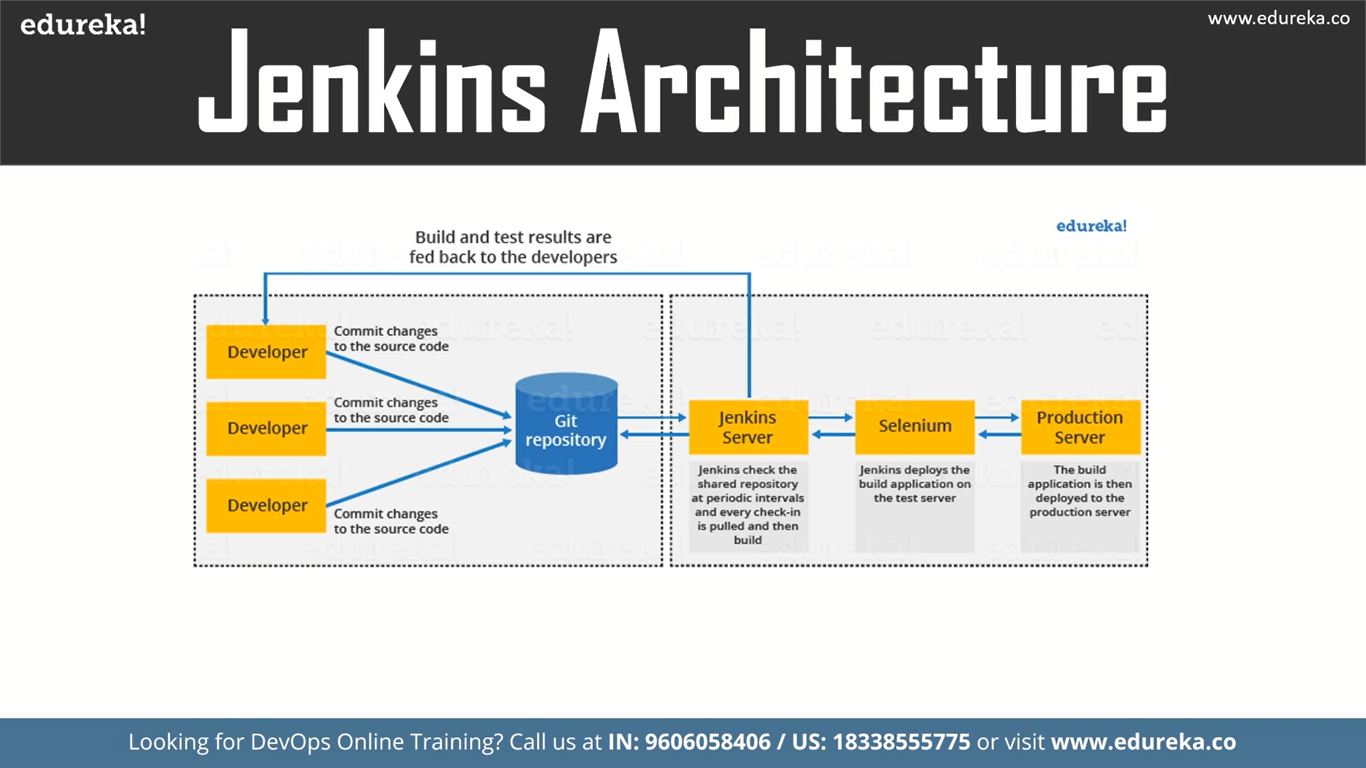 edureka!
www.edureka.co
Jenkins Architecture
edureka!
Build and test results are
fed back to the developers
Developer
Commit changes
to the source code
Developer
Commit changes
to the source code
Developer
Commit changes
to the source code
Git
repository
Jenkins
Server
Selenium
Production
Server
Jenkins check the
shared repository
at periodic intervals
and every check-in
is pulled and then
build
Jenkins deploys the
build application on
the test server
The build
application is then
deployed to the
production server
Looking for DevOps Online Training? Call us at IN: 9606058406 / US: 18338555775 or visit www.edureka.co